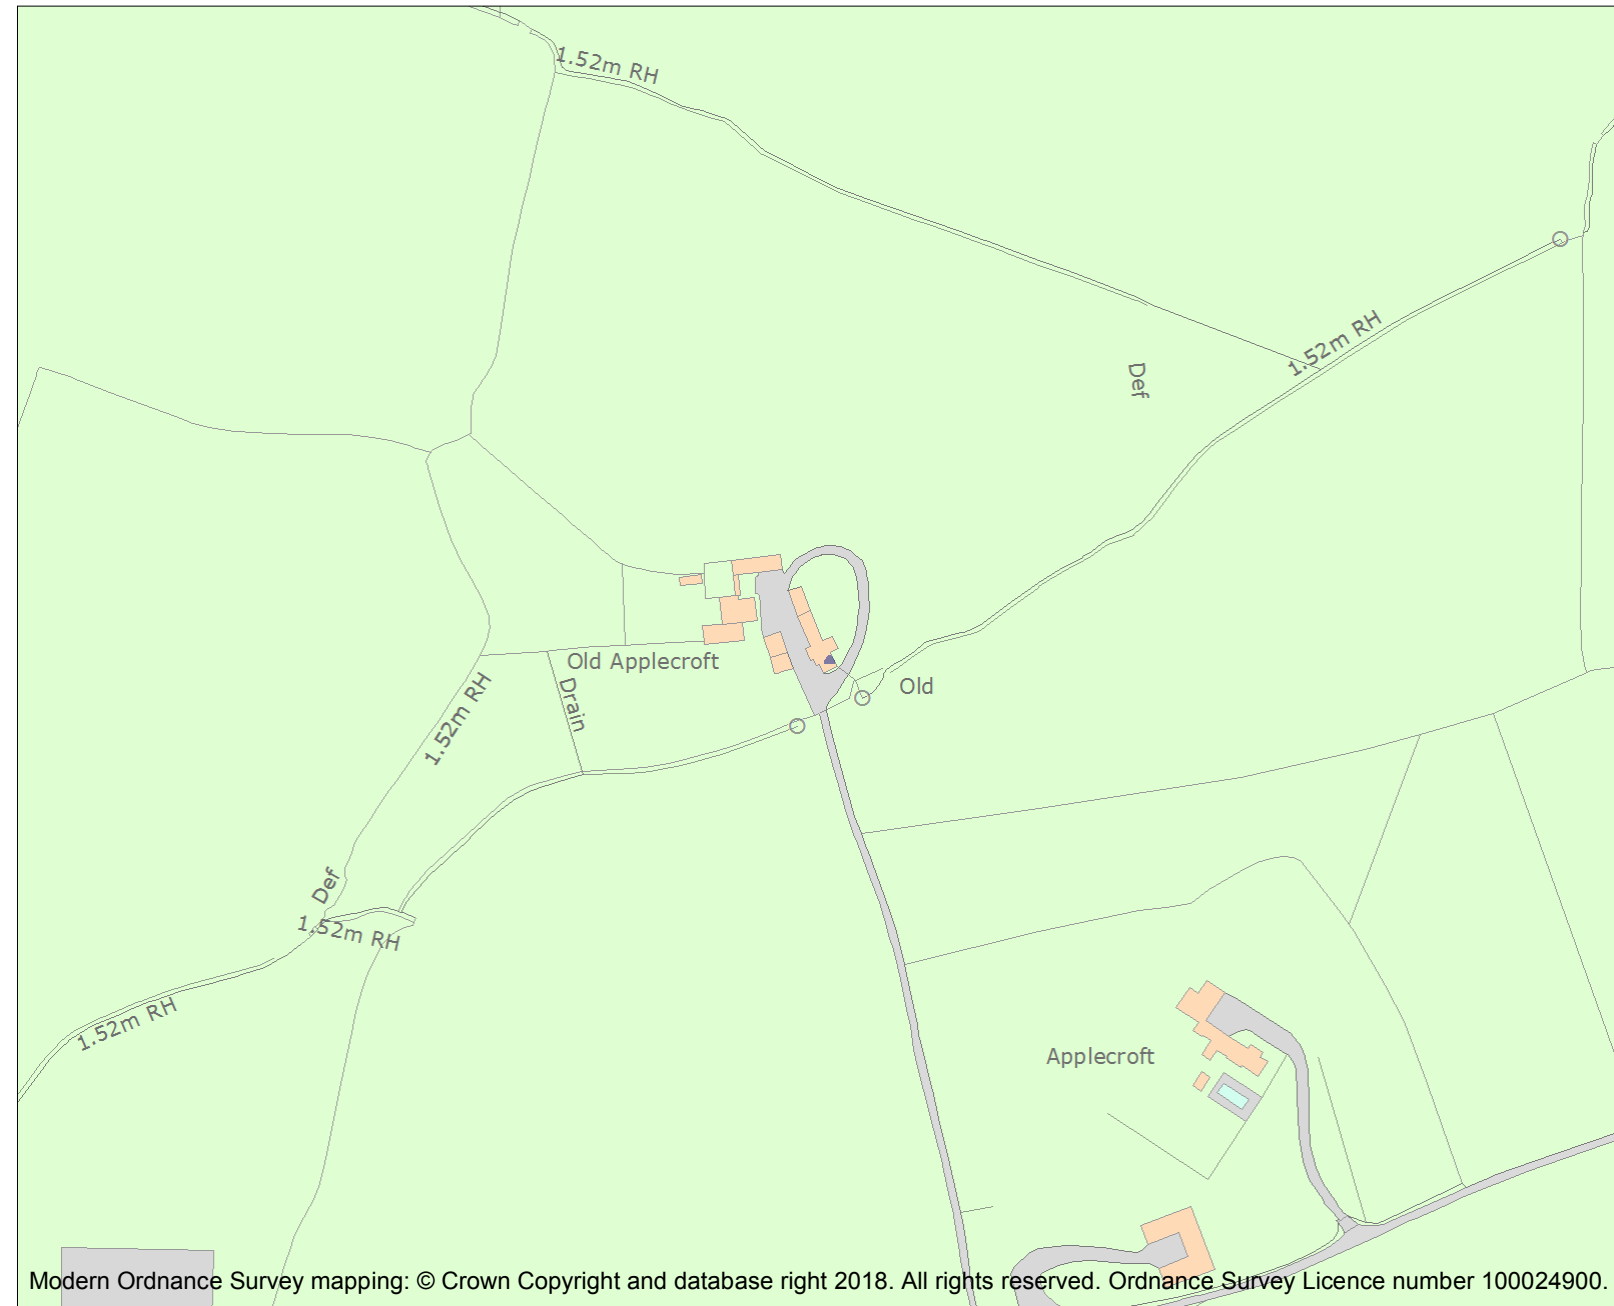 1.52m RH
1.52m RH
Def
Old Applecroft
Old
Drain
1.52m RH
Def
1.52m RH
1.52m RH
Applecroft
Modern Ordnance Survey mapping: © Crown Copyright and database right 2018. All rights reserved. Ordnance Survey Licence number 100024900.